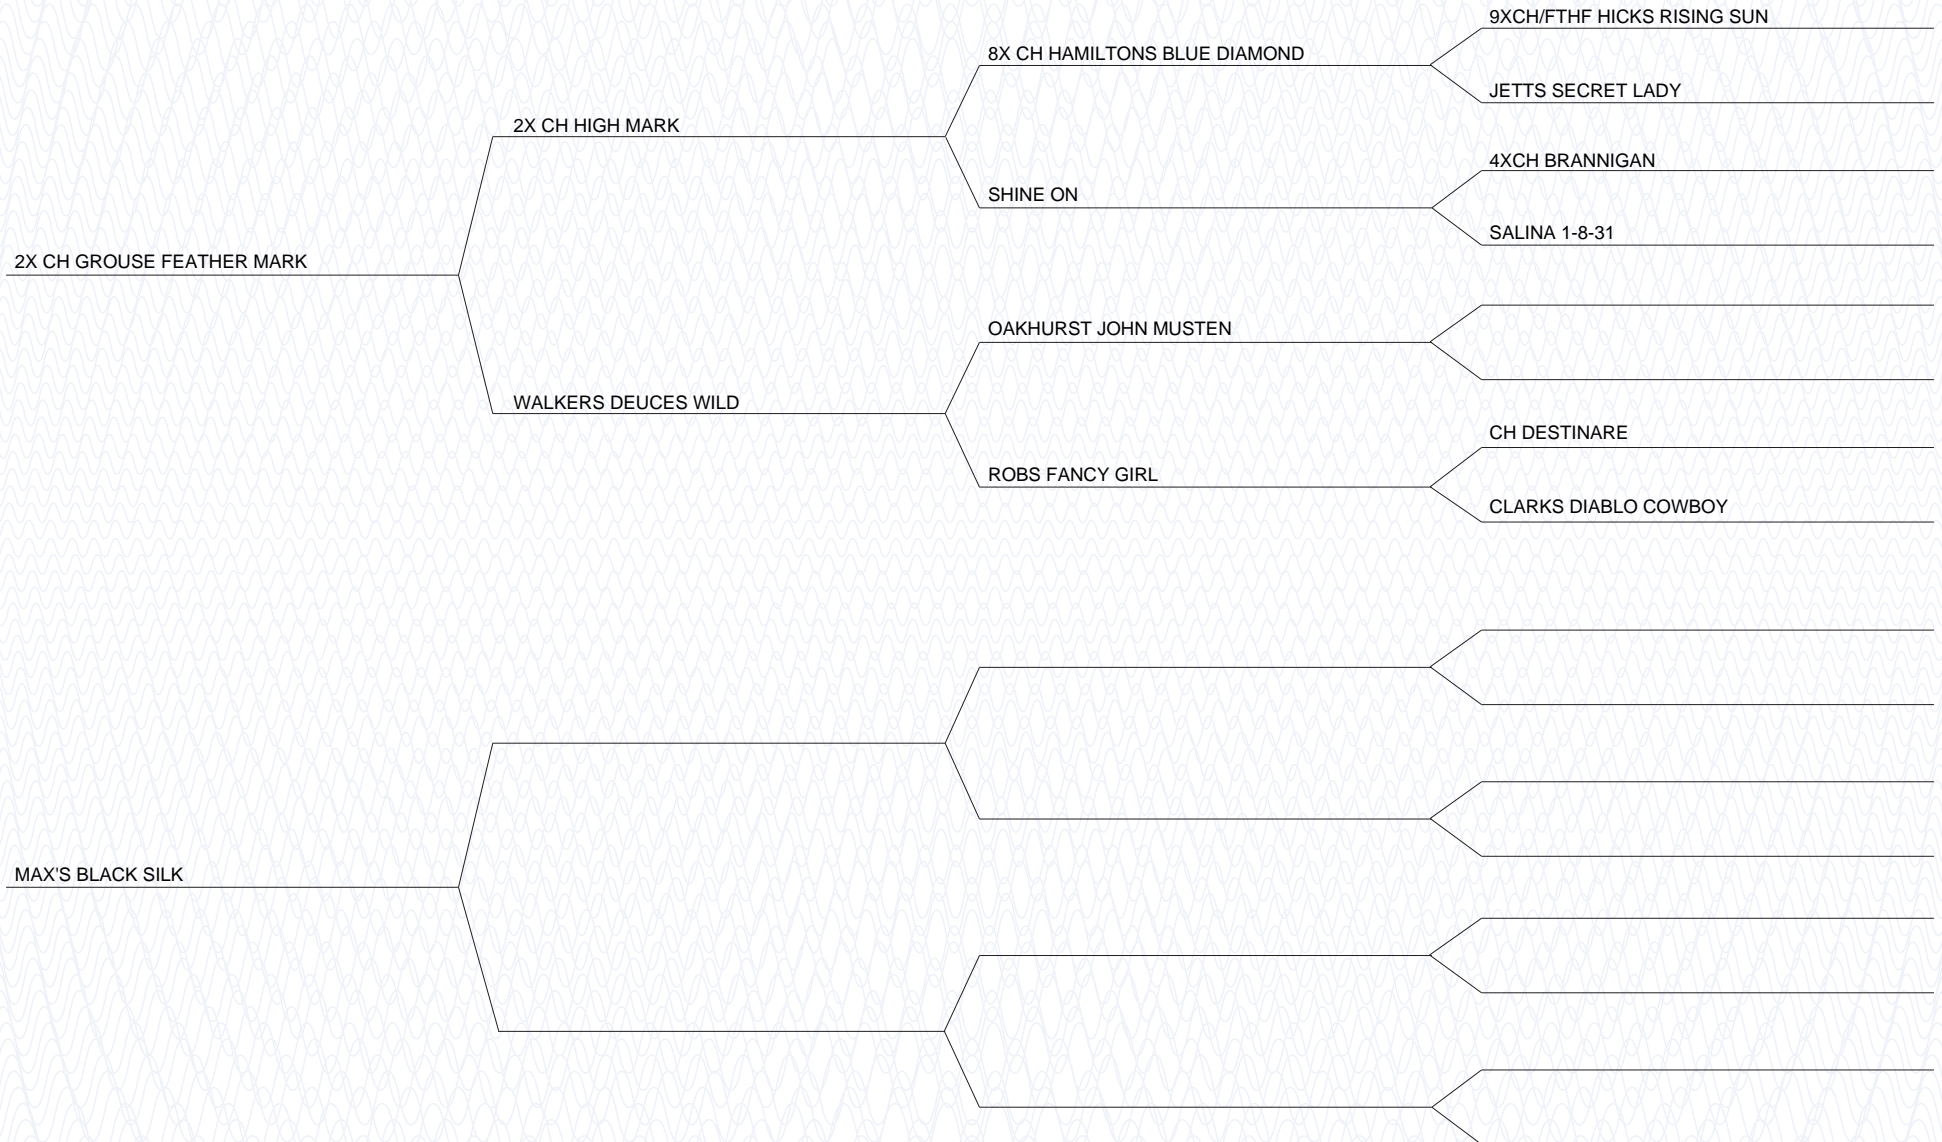 9XCH/FTHF HICKS RISING SUN
8X CH HAMILTONS BLUE DIAMOND
JETTS SECRET LADY
2X CH HIGH MARK
4XCH BRANNIGAN
SHINE ON
SALINA 1-8-31
2X CH GROUSE FEATHER MARK
OAKHURST JOHN MUSTEN
WALKERS DEUCES WILD
CH DESTINARE
ROBS FANCY GIRL
CLARKS DIABLO COWBOY
MAX'S BLACK SILK